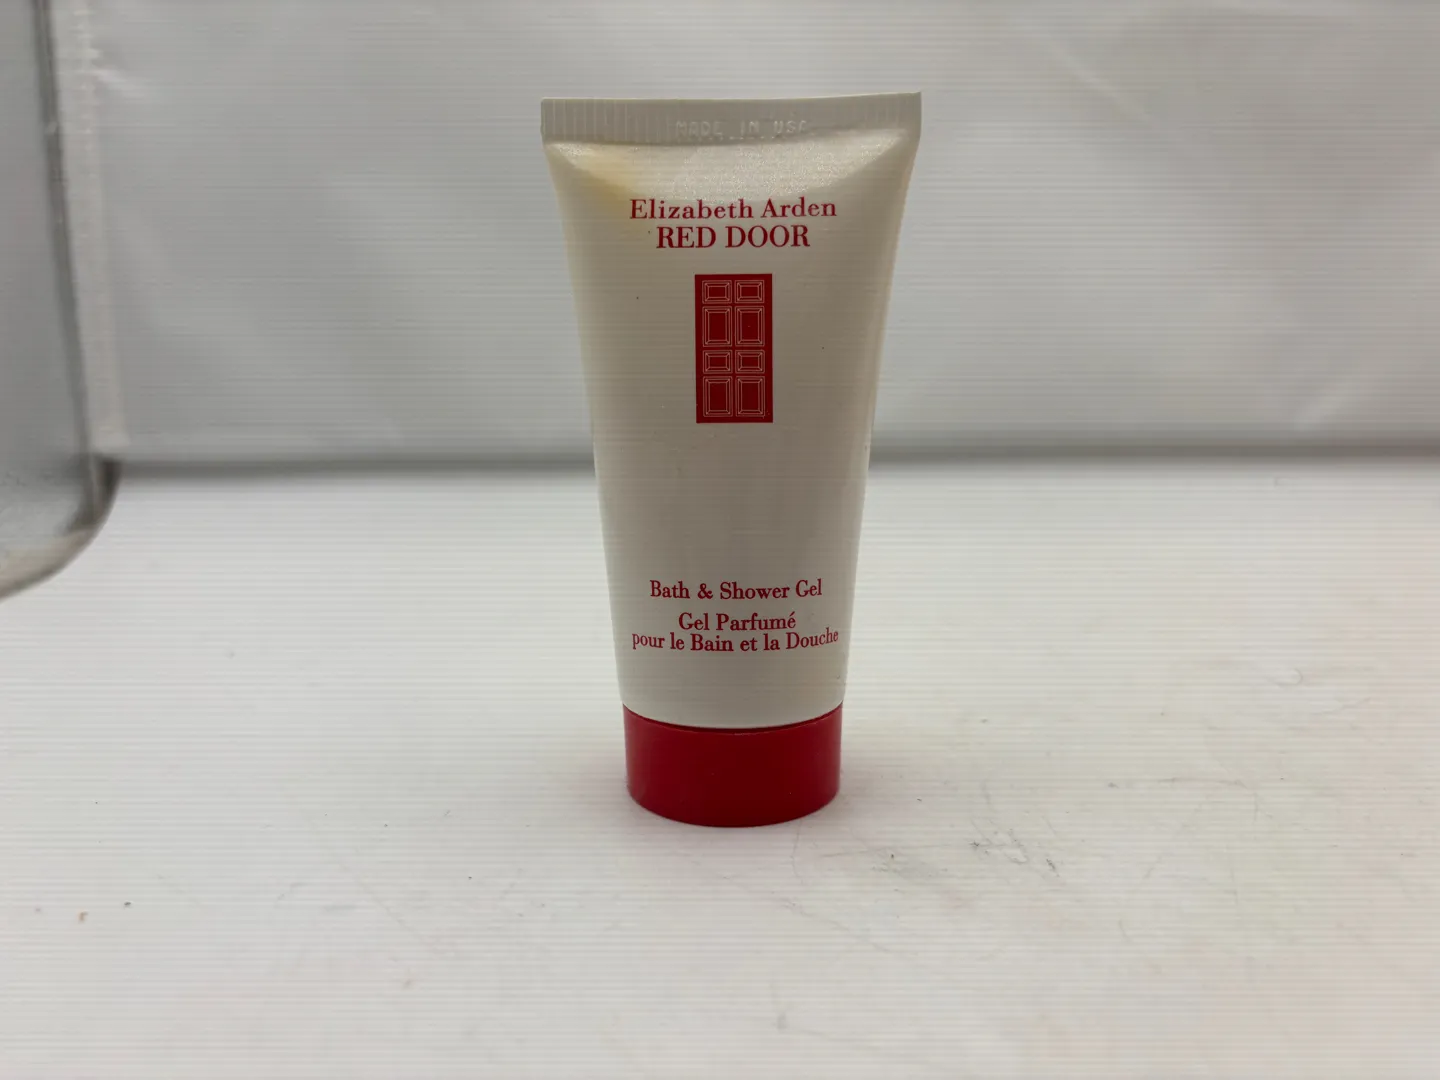 MADE IN USA
Elizabeth Arden
RED DOOR
Bath & Shower Gel
Gel Parfumé
pour le Bain et la Douche